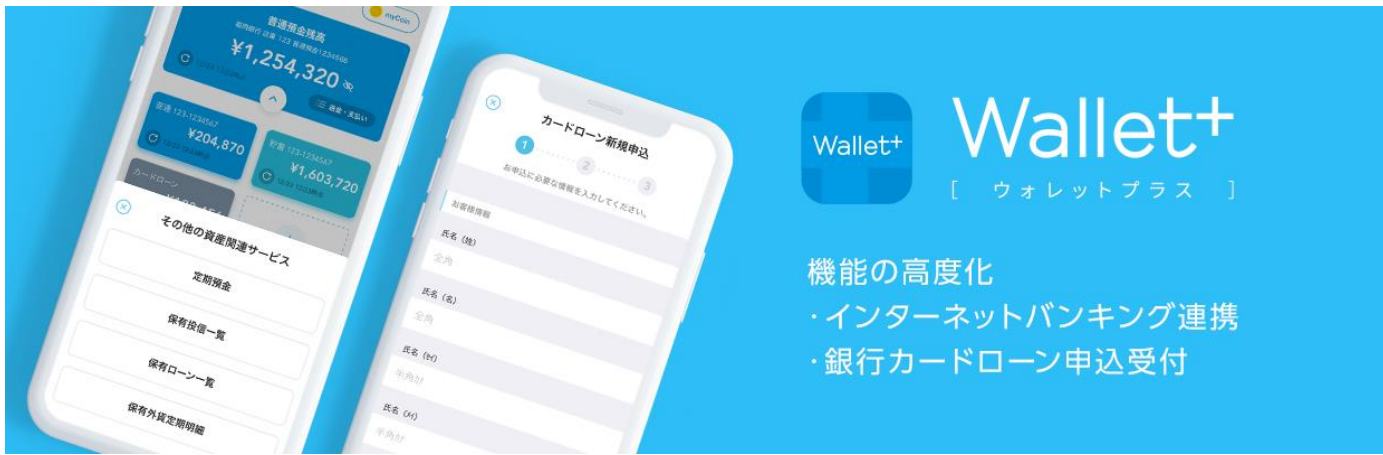 myCoin
普通預金残高
¥1,254,320
送金・支払い
普通 123-1234567
¥204,870
貯蓄 123-1234567
¥1,603,720
カードローン
その他の資産関連サービス
定期預金
保有投信一覧
保有ローン一覧
保有外貨定期明細
カードローン新規申込
1 2 3
お申込に必要な情報を入力してください。
お客様情報
氏名（姓）
全角
氏名（名）
全角
氏名（ｾｲ）
半角ｶﾅ
氏名（ﾒｲ）
半角ｶﾅ
Wallet+
Wallet+
[ ウォレットプラス ]
機能の高度化
・インターネットバンキング連携
・銀行カードローン申込受付